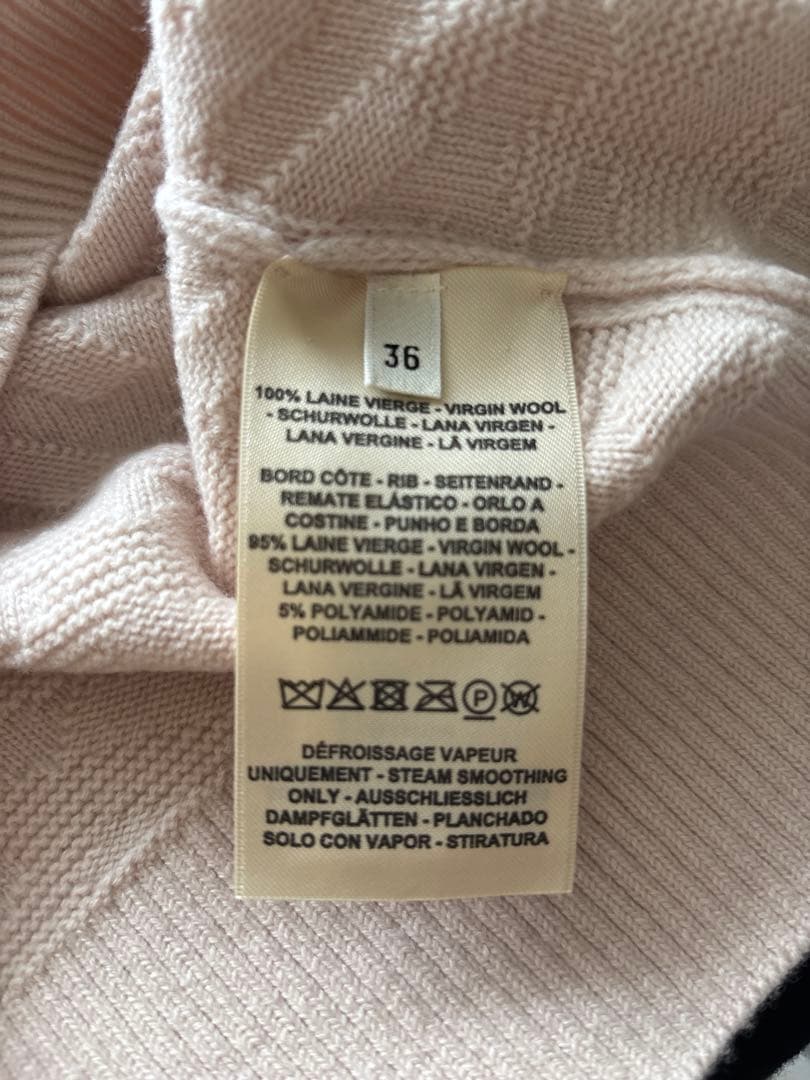 36
100% LAINE VIERGE - VIRGIN WOOL
- SCHURWOLLE - LANA VIRGEN -
LANA VERGINE - LÃ VIRGEM
BORD CÔTE - RIB - SEITENRAND -
REMATE ELÁSTICO - ORLO A
COSTINE - PUNHO E BORDA
95% LAINE VIERGE - VIRGIN WOOL -
SCHURWOLLE - LANA VIRGEN -
LANA VERGINE - LÃ VIRGEM
5% POLYAMIDE - POLYAMID -
POLIAMMIDE - POLIAMIDA
P W
DÉFROISSAGE VAPEUR
UNIQUEMENT - STEAM SMOOTHING
ONLY - AUSSCHLIESSLICH
DAMPFGLÄTTEN - PLANCHADO
SOLO CON VAPOR - STIRATURA